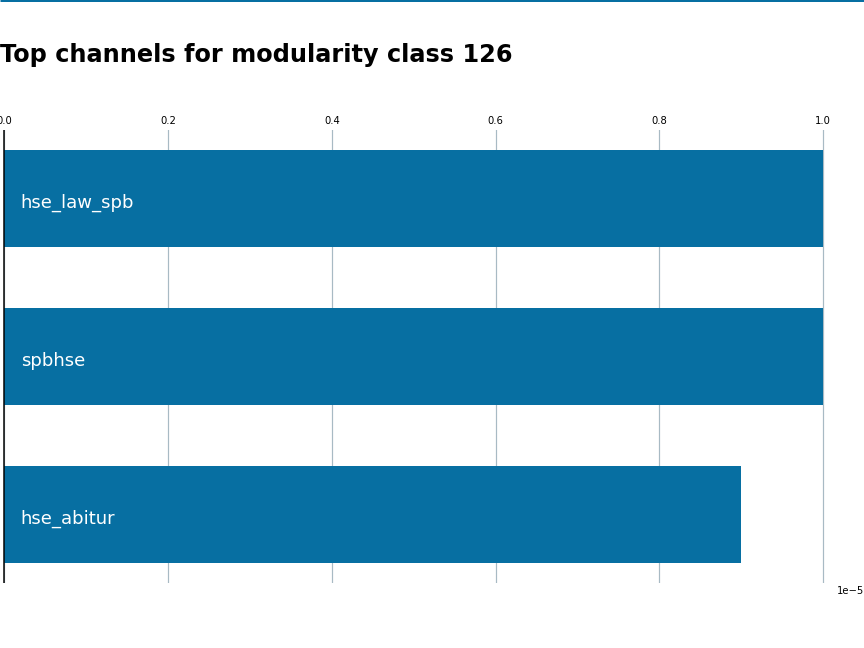 Top channels for modularity class 126
0.0 0.2 0.4 0.6 0.8 1.0
hse_law_spb
spbhse
hse_abitur
1e−5